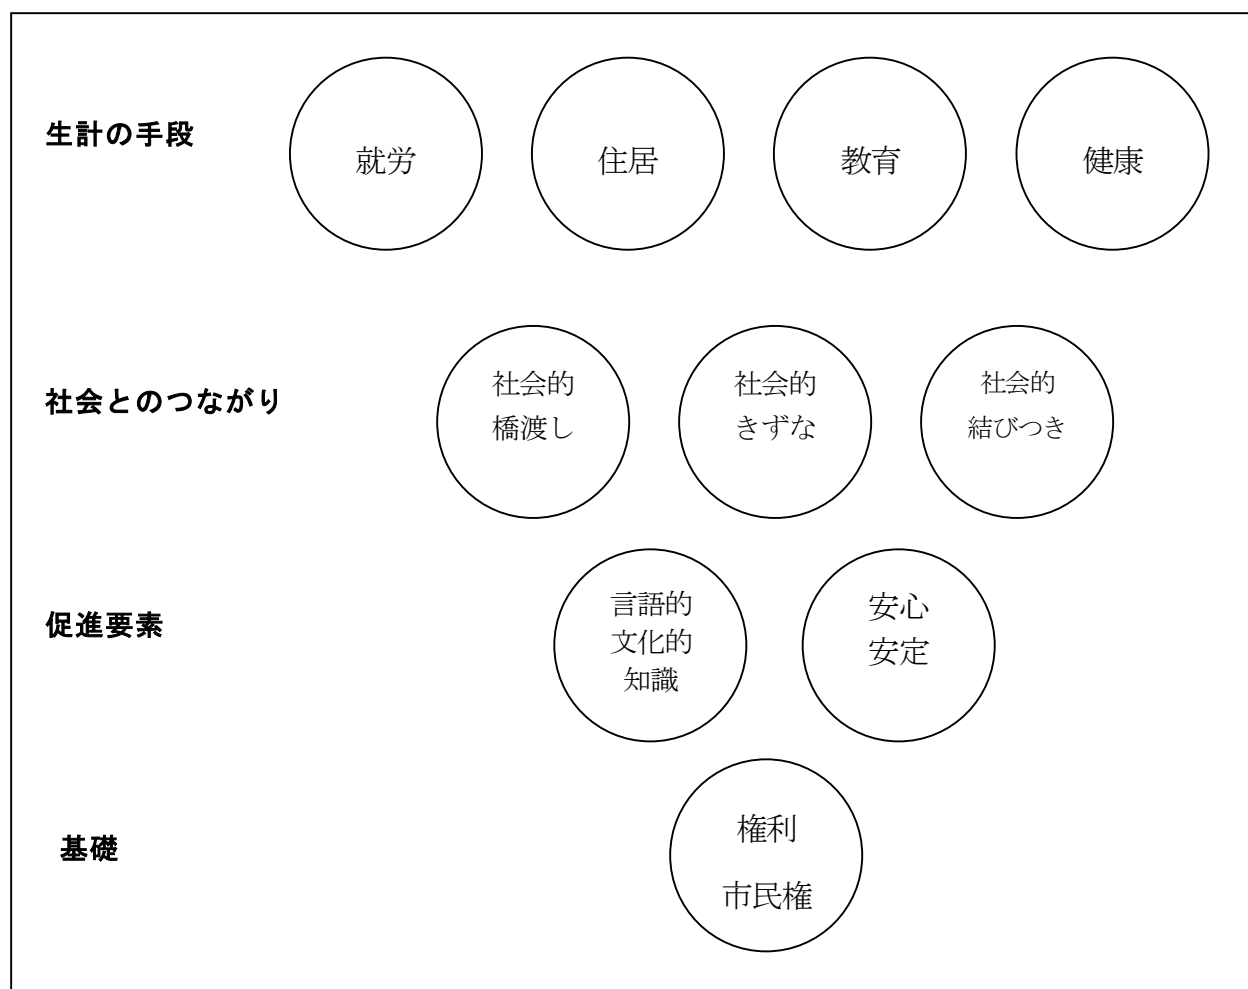 生計の手段
就労
住居
教育
健康
社会とのつながり
社会的
橋渡し
社会的
きずな
社会的
結びつき
促進要素
言語的
文化的
知識
安心
安定
基礎
権利
市民権